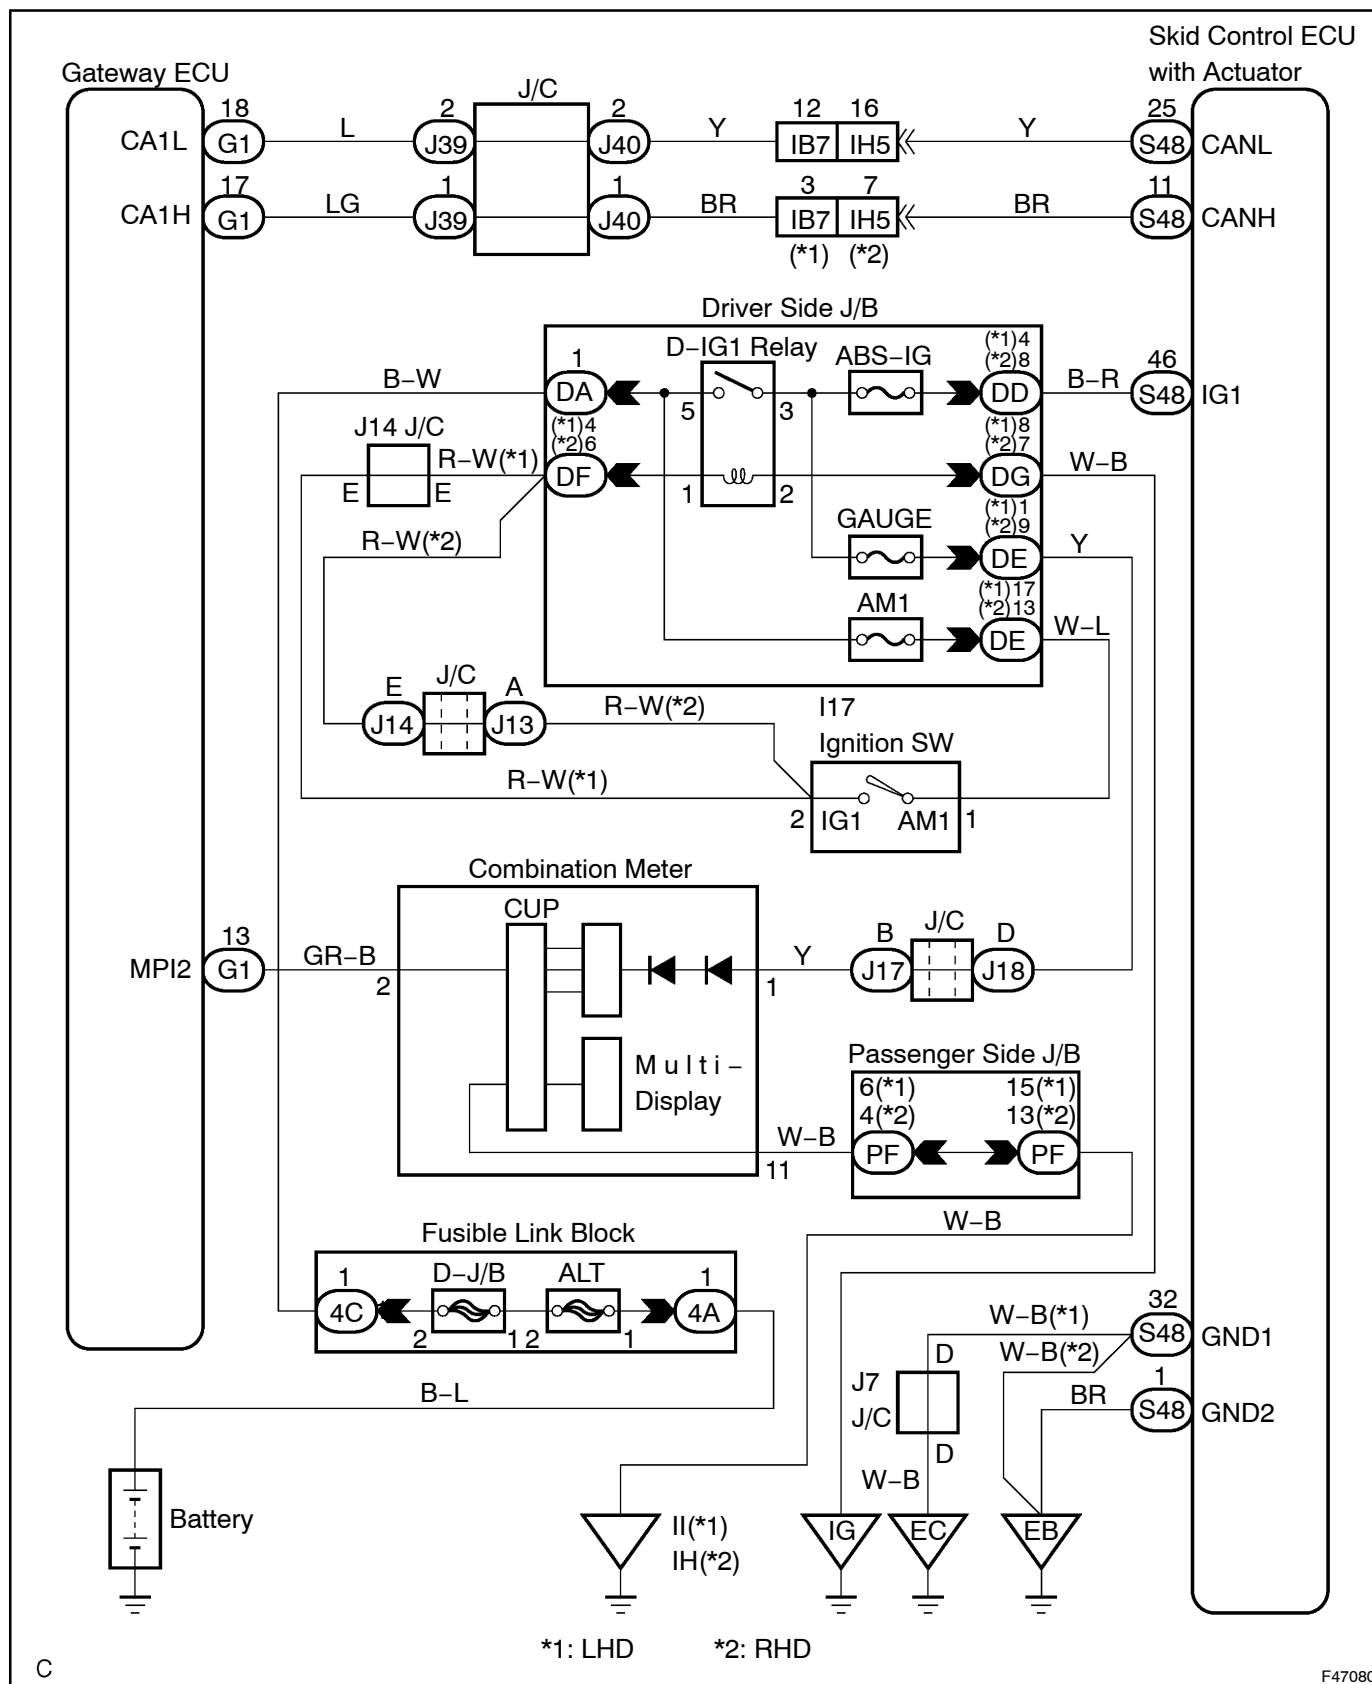 Skid Control ECU
with Actuator
Gateway ECU
J/C
18
2
2
12 16
25
CA1L
G1
L
J39
J40
Y
IB7
IH5
Y
S48
CANL
17
1
1
3
7
11
CA1H
G1
LG
J39
J40
BR
IB7
IH5
BR
S48
CANH
(*1)
(*2)
Driver Side J/B
D-IG1 Relay
ABS-IG
(*1)4
(*2)8
1
46
B-W
DA
5
3
DD
B-R
S48
IG1
J14 J/C
(*1)4
(*2)6
(*1)8
(*2)7
R-W(*1)
DF
E
E
1
2
DG
W-B
(*1)1
(*2)9
GAUGE
R-W(*2)
DE
Y
(*1)17
(*2)13
AM1
DE
W-L
E
J/C
A
J14
J13
R-W(*2)
I17
Ignition SW
R-W(*1)
2
IG1
AM1
1
Combination Meter
CUP
13
MPI2
G1
GR-B
2
1
Y
B
J/C
D
J17
J18
Multi-
Display
Passenger Side J/B
6(*1)
15(*1)
4(*2)
13(*2)
W-B
PF
PF
11
W-B
Fusible Link Block
1
D-J/B
ALT
1
4C
2
1
2
1
4A
B-L
32
W-B(*1)
S48
GND1
W-B(*2)
D
J7
J/C
1
BR
S48
GND2
D
W-B
Battery
II(*1)
IH(*2)
IG
EC
EB
*1: LHD
*2: RHD
C
F47080